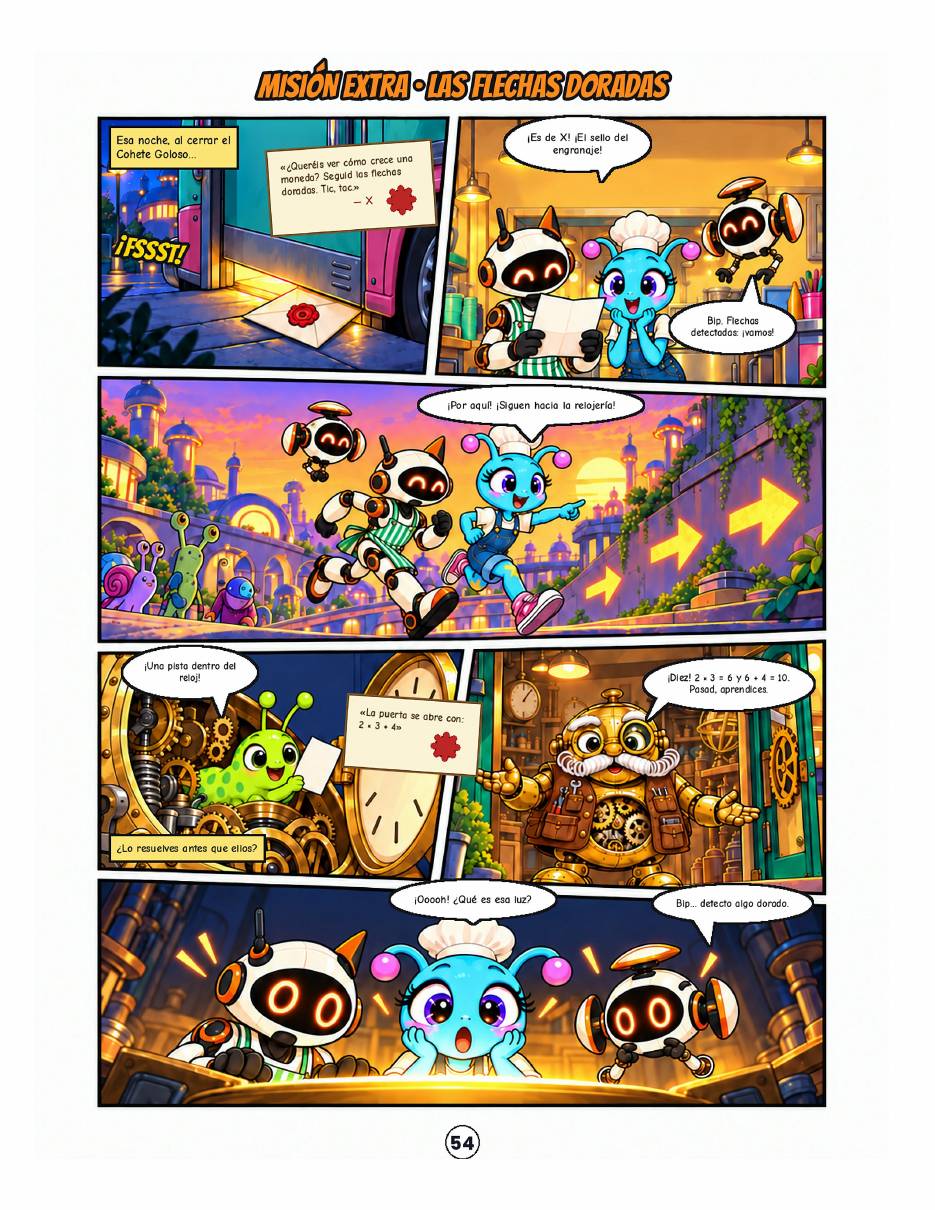 MISIÓN EXTRA • LAS FLECHAS DORADAS
Esa noche, al cerrar el
Cohete Goloso...
«¿Queréis ver cómo crece una
moneda? Seguid las flechas
doradas. Tic, tac.»
— X
¡FSSST!
¡Es de X! ¡El sello del
engranaje!
Bip. Flechas
detectadas: ¡vamos!
¡Por aquí! ¡Siguen hacia la relojería!
¡Una pista dentro del
reloj!
«La puerta se abre con:
2 × 3 + 4»
¿Lo resuelves antes que ellos?
¡Diez! 2 × 3 = 6 y 6 + 4 = 10.
Pasad, aprendices.
¡Ooooh! ¿Qué es esa luz?
Bip... detecto algo dorado.
54